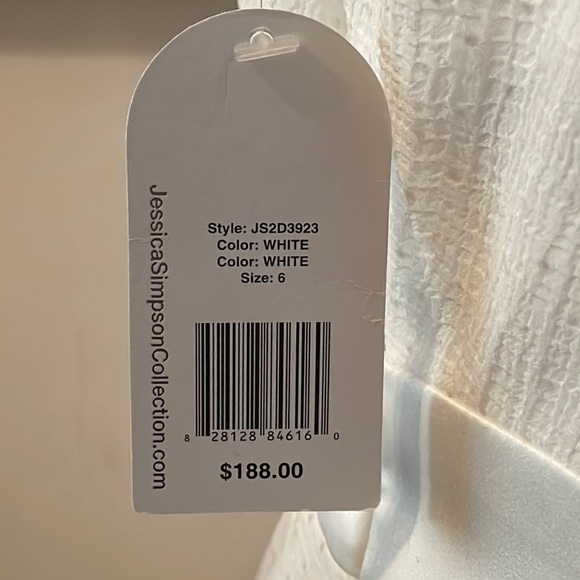 JessicaSimpsonCollection.com
Style: JS2D3923
Color: WHITE
Color: WHITE
Size: 6
8 28128 84616 0
$188.00